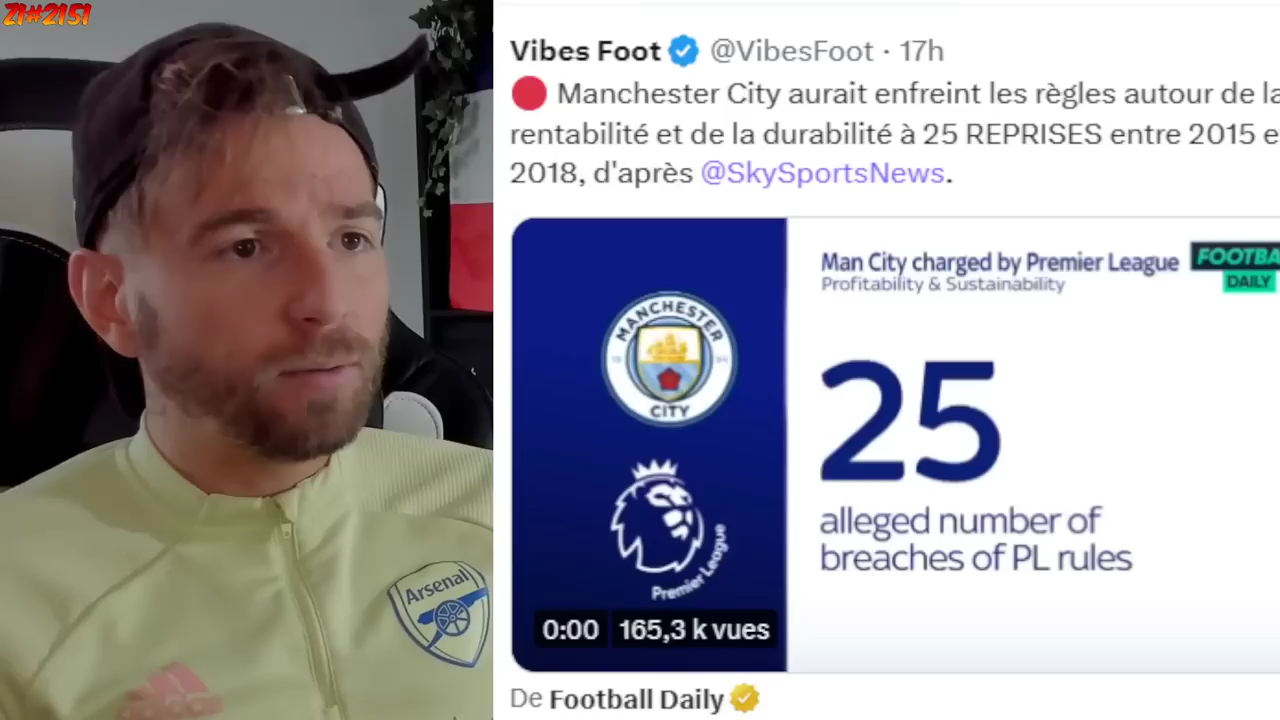 Z1#2151
Vibes Foot @VibesFoot · 17h
Manchester City aurait enfreint les règles autour de la
rentabilité et de la durabilité à 25 REPRISES entre 2015 e
2018, d'après @SkySportsNews.
Man City charged by Premier League
Profitability & Sustainability
FOOTBA
DAILY
MANCHESTER
CITY
25
alleged number of
breaches of PL rules
Premier League
0:00 165,3 k vues
De Football Daily
Arsenal